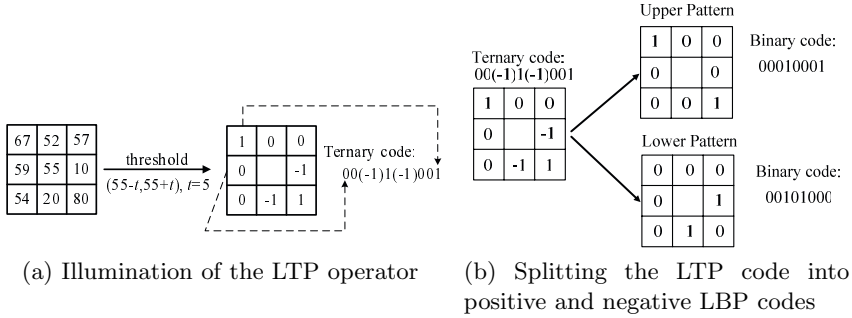 67 52 57
59 55 10
54 20 80
threshold
(55-t,55+t), t=5
1 0 0
0 -1
0 -1 1
Ternary code:
00(-1)1(-1)001
(a) Illumination of the LTP operator
Ternary code:
00(-1)1(-1)001
1 0 0
0 -1
0 -1 1
Upper Pattern
1 0 0
0 0
0 0 1
Binary code:
00010001
Lower Pattern
0 0 0
0 1
0 1 0
Binary code:
00101000
(b) Splitting the LTP code into
positive and negative LBP codes